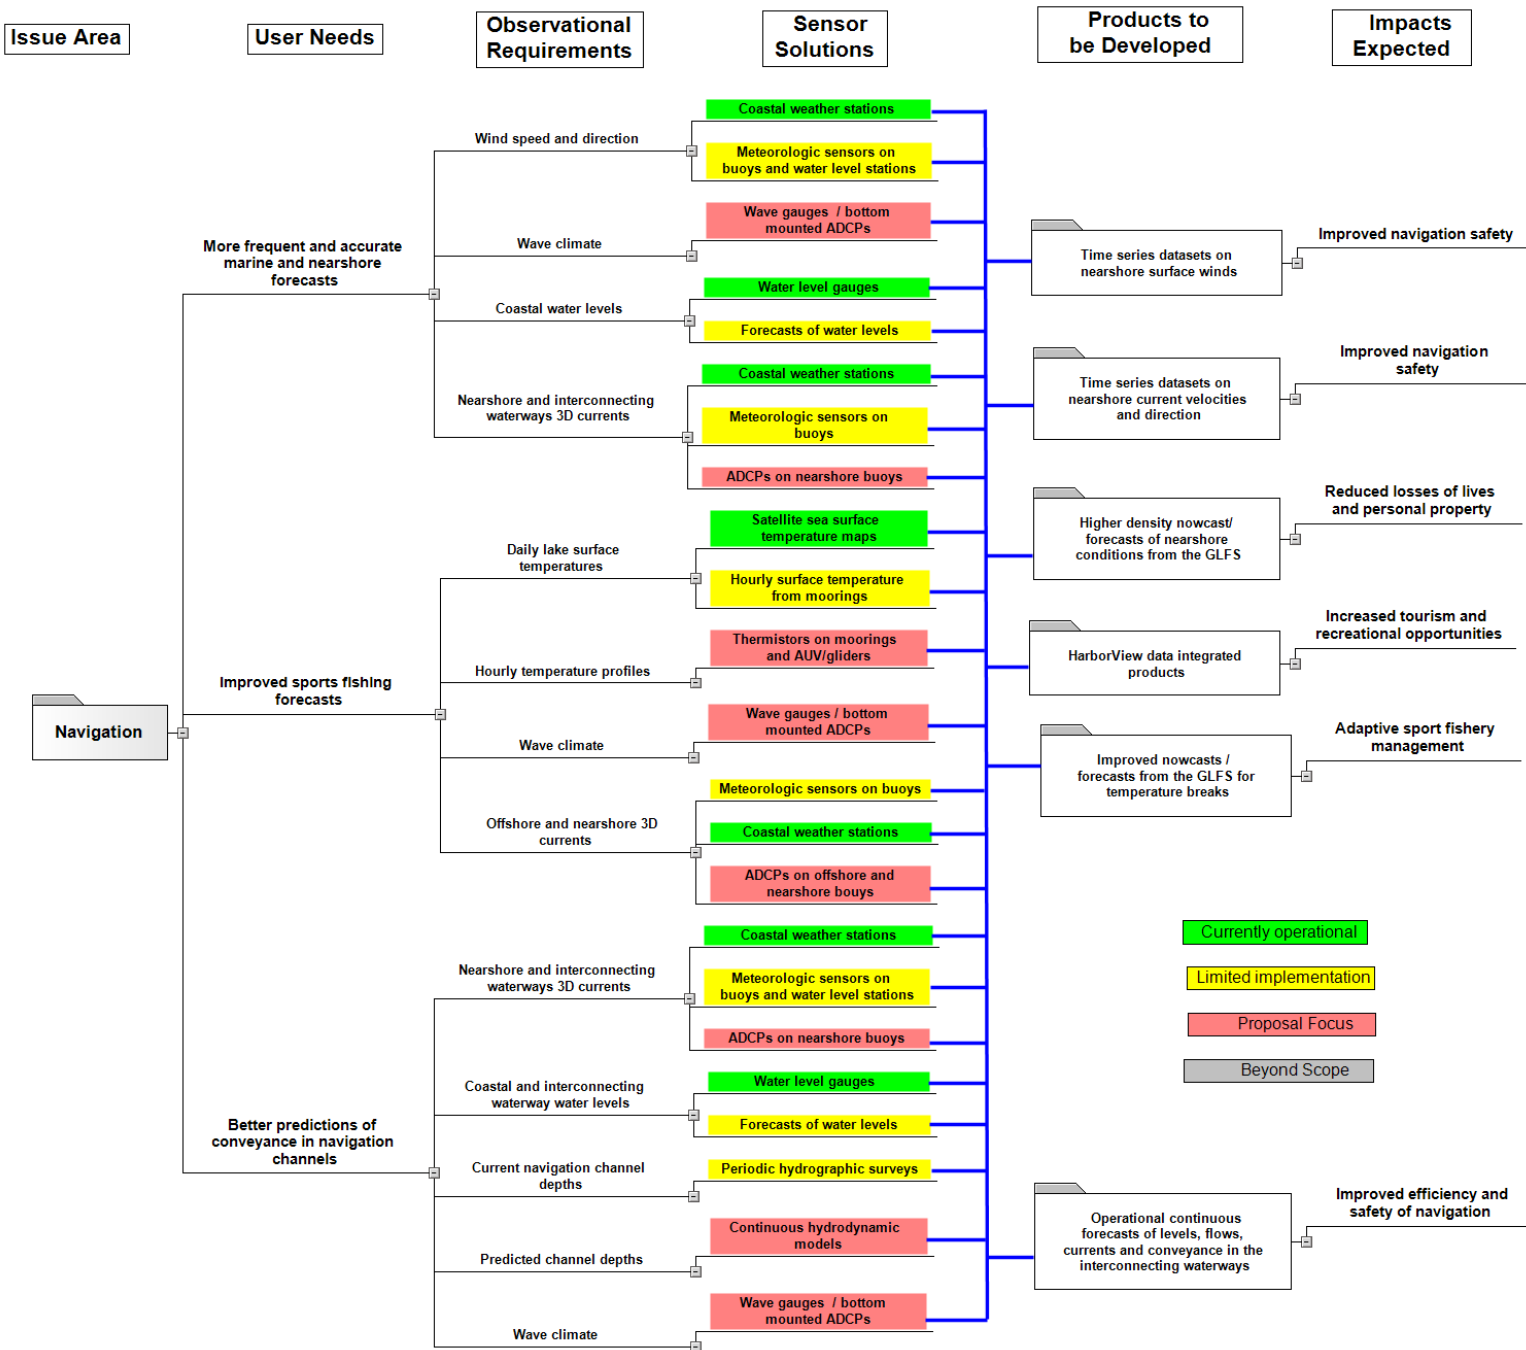 Issue Area
User Needs
Observational
Requirements
Sensor
Solutions
Products to
be Developed
Impacts
Expected
Navigation
More frequent and accurate
marine and nearshore
forecasts
Wind speed and direction
Coastal weather stations
Meteorologic sensors on
buoys and water level stations
Wave climate
Wave gauges / bottom
mounted ADCPs
Coastal water levels
Water level gauges
Forecasts of water levels
Nearshore and interconnecting
waterways 3D currents
Coastal weather stations
Meteorologic sensors on
buoys
ADCPs on nearshore buoys
Improved sports fishing
forecasts
Daily lake surface
temperatures
Satellite sea surface
temperature maps
Hourly surface temperature
from moorings
Hourly temperature profiles
Thermistors on moorings
and AUV/gliders
Wave climate
Wave gauges / bottom
mounted ADCPs
Offshore and nearshore 3D
currents
Meteorologic sensors on buoys
Coastal weather stations
ADCPs on offshore and
nearshore bouys
Better predictions of
conveyance in navigation
channels
Nearshore and interconnecting
waterways 3D currents
Coastal weather stations
Meteorologic sensors on
buoys and water level stations
ADCPs on nearshore buoys
Coastal and interconnecting
waterway water levels
Water level gauges
Forecasts of water levels
Current navigation channel
depths
Periodic hydrographic surveys
Predicted channel depths
Continuous hydrodynamic
models
Wave climate
Wave gauges / bottom
mounted ADCPs
Time series datasets on
nearshore surface winds
Improved navigation safety
Time series datasets on
nearshore current velocities
and direction
Improved navigation
safety
Higher density nowcast/
forecasts of nearshore
conditions from the GLFS
Reduced losses of lives
and personal property
HarborView data integrated
products
Increased tourism and
recreational opportunities
Improved nowcasts /
forecasts from the GLFS for
temperature breaks
Adaptive sport fishery
management
Operational continuous
forecasts of levels, flows,
currents and conveyance in the
interconnecting waterways
Improved efficiency and
safety of navigation
Currently operational
Limited implementation
Proposal Focus
Beyond Scope